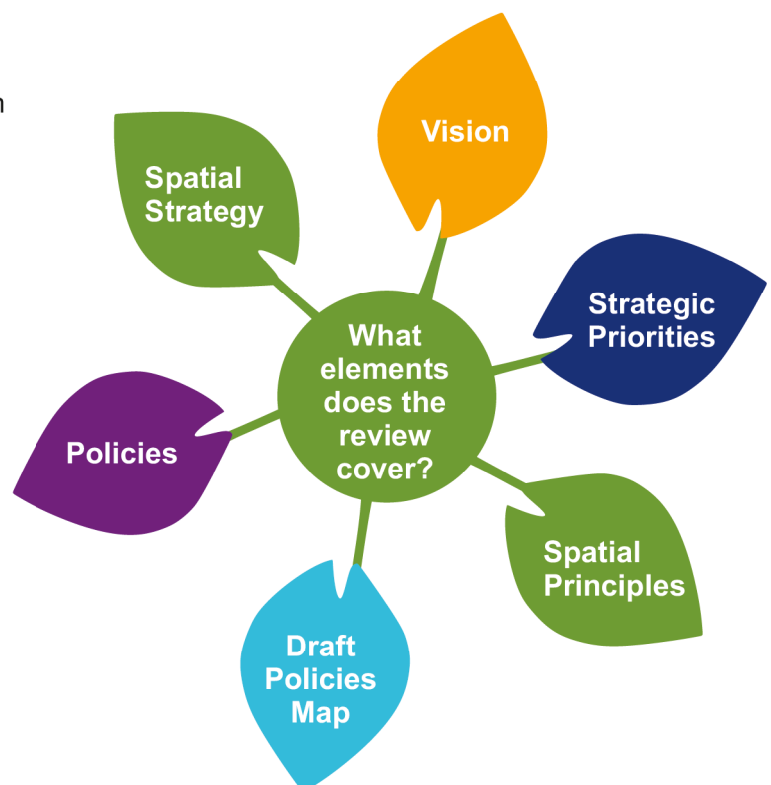 Vision
Spatial
Strategy
Strategic
Priorities
What
elements
does the
review
cover?
Policies
Spatial
Principles
Draft
Policies
Map